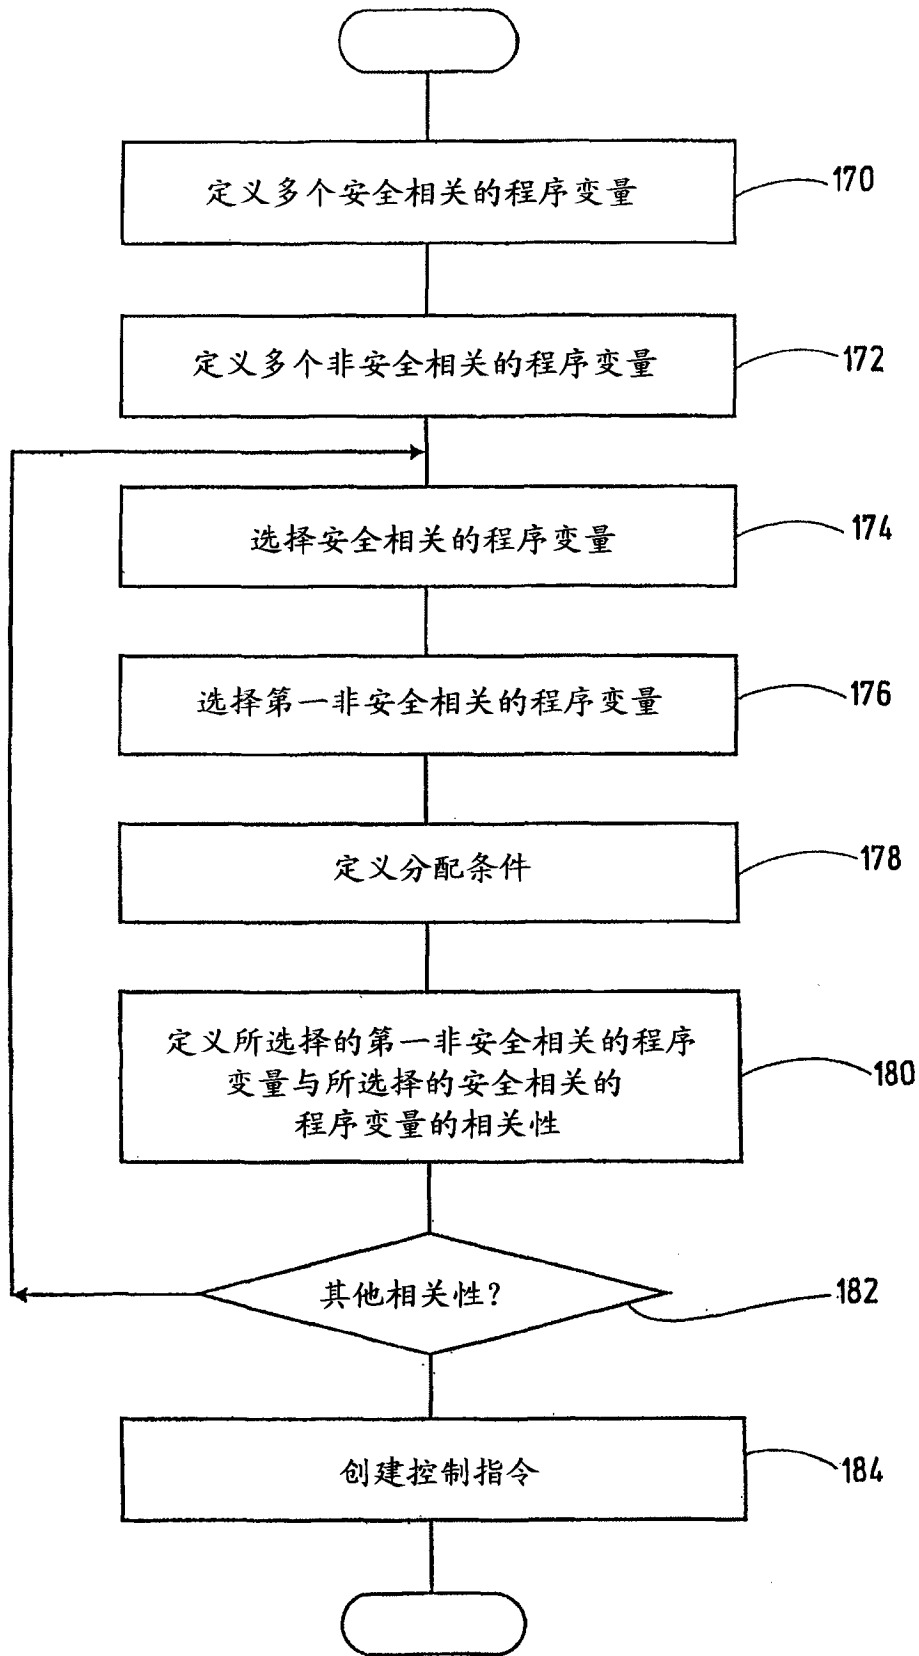 定义多个安全相关的程序变量
170
定义多个非安全相关的程序变量
172
选择安全相关的程序变量
174
选择第一非安全相关的程序变量
176
定义分配条件
178
定义所选择的第一非安全相关的程序
变量与所选择的安全相关的
程序变量的相关性
180
其他相关性?
182
创建控制指令
184